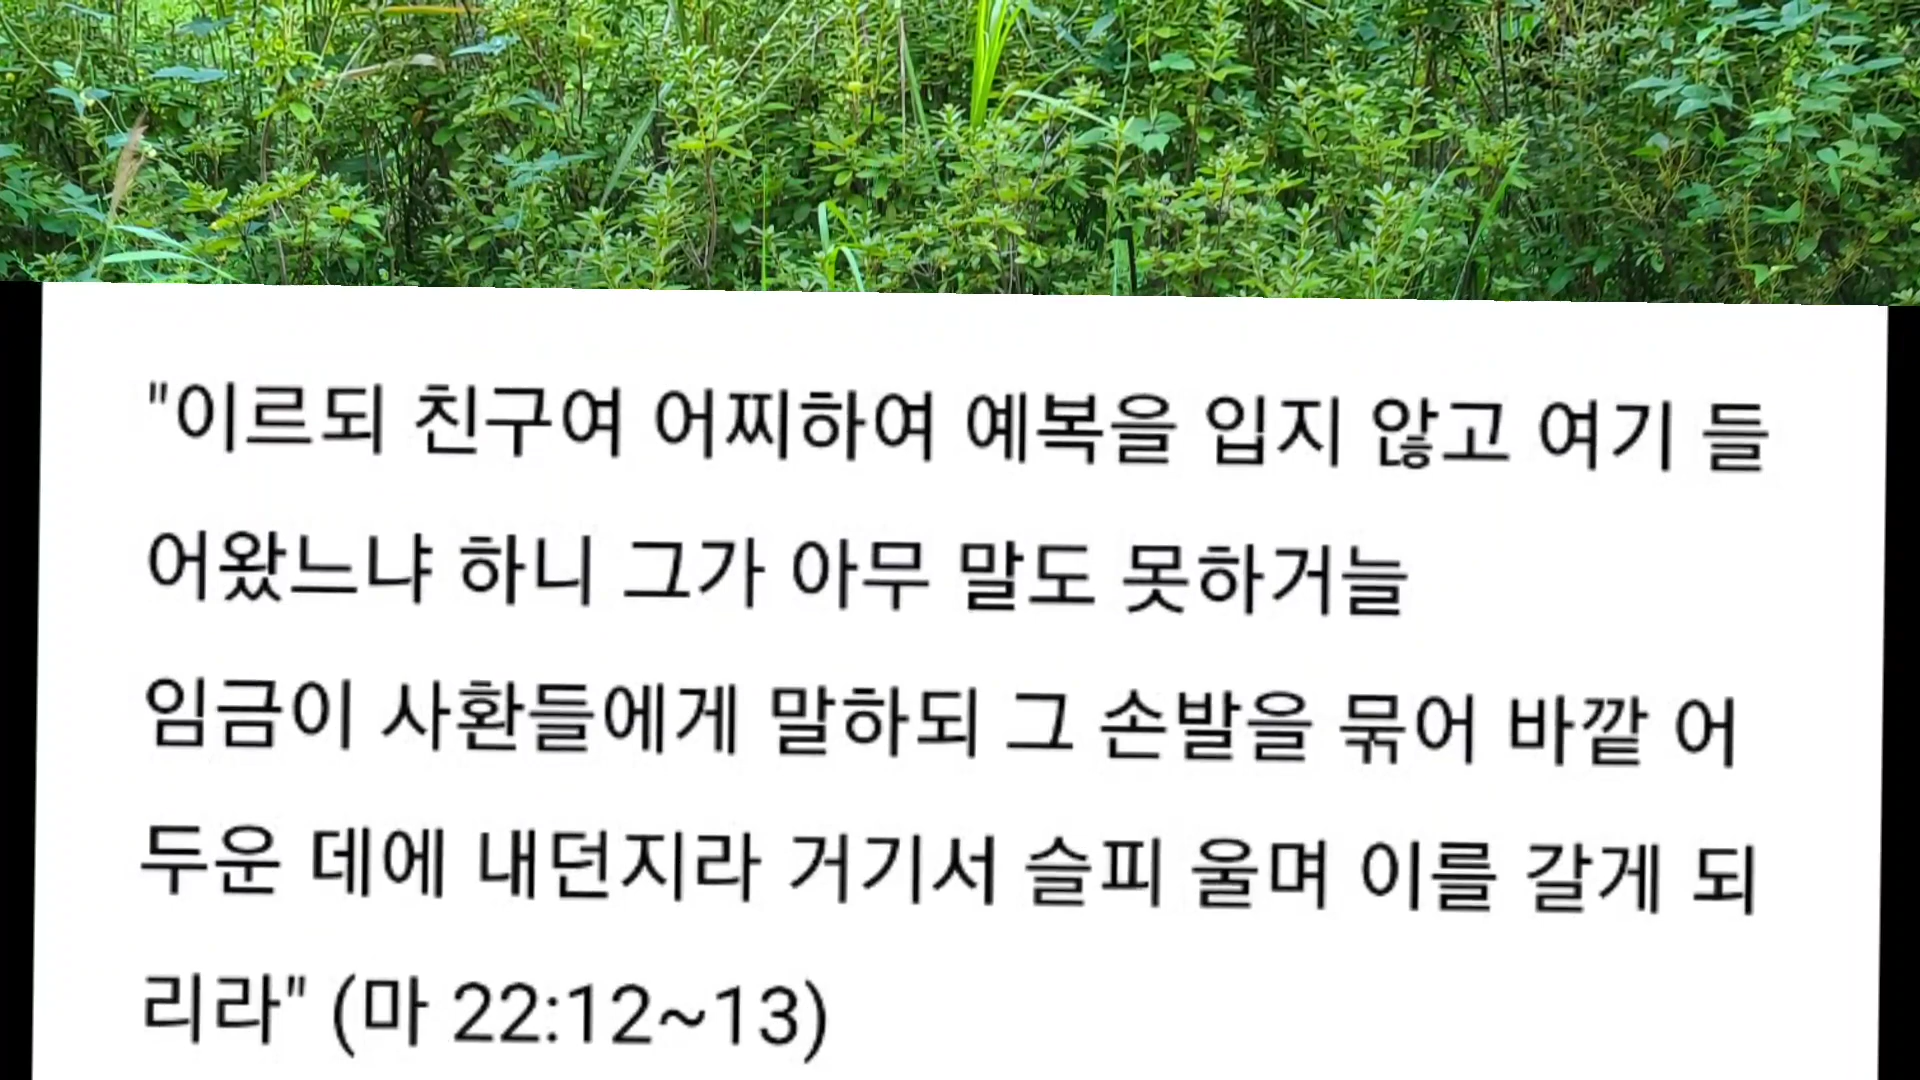 "이르되 친구여 어찌하여 예복을 입지 않고 여기 들
어왔느냐 하니 그가 아무 말도 못하거늘
임금이 사환들에게 말하되 그 손발을 묶어 바깥 어
두운 데에 내던지라 거기서 슬피 울며 이를 갈게 되
리라" (마 22:12~13)